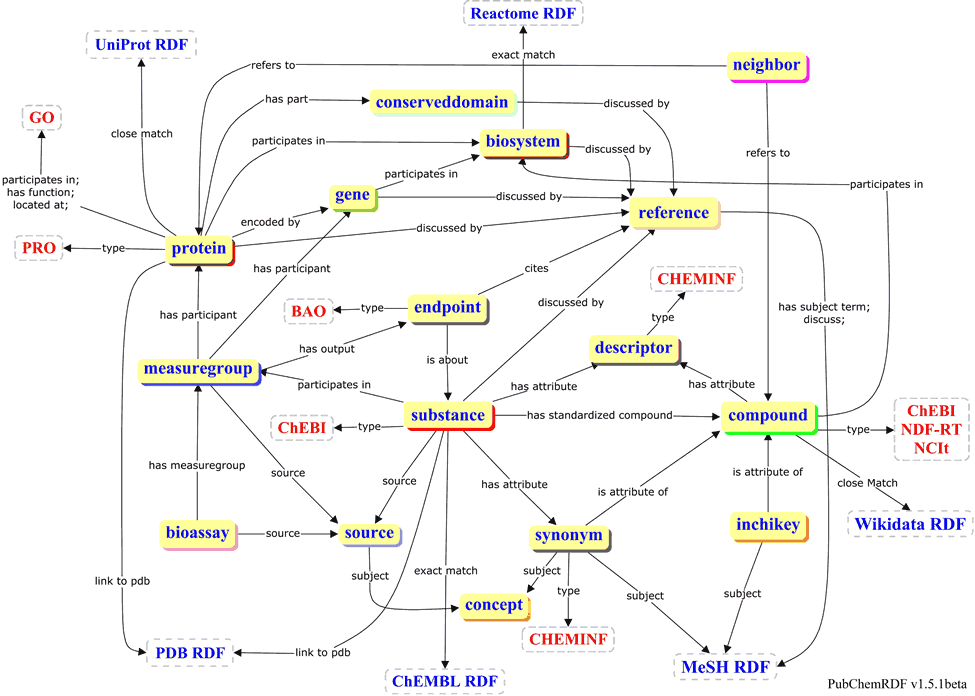 Reactome RDF
UniProt RDF
exact match
refers to
neighbor
has part
conserveddomain
discussed by
GO
close match
participates in
biosystem
discussed by
refers to
participates in;
has function;
located at;
participates in
participates in
gene
discussed by
encoded by
reference
discussed by
PRO
type
protein
has participant
cites
CHEMINF
discussed by
has subject term;
discuss;
BAO
type
endpoint
has participant
type
has output
is about
descriptor
measuregroup
participates in
has attribute
has attribute
substance
has standardized compound
compound
ChEBI
type
type
ChEBI
NDF-RT
NCIt
has measuregroup
source
source
has attribute
is attribute of
is attribute of
close Match
bioassay
source
source
synonym
inchikey
Wikidata RDF
link to pdb
subject
exact match
subject
type
subject
subject
concept
CHEMINF
PDB RDF
link to pdb
ChEMBL RDF
MeSH RDF
PubChemRDF v1.5.1beta